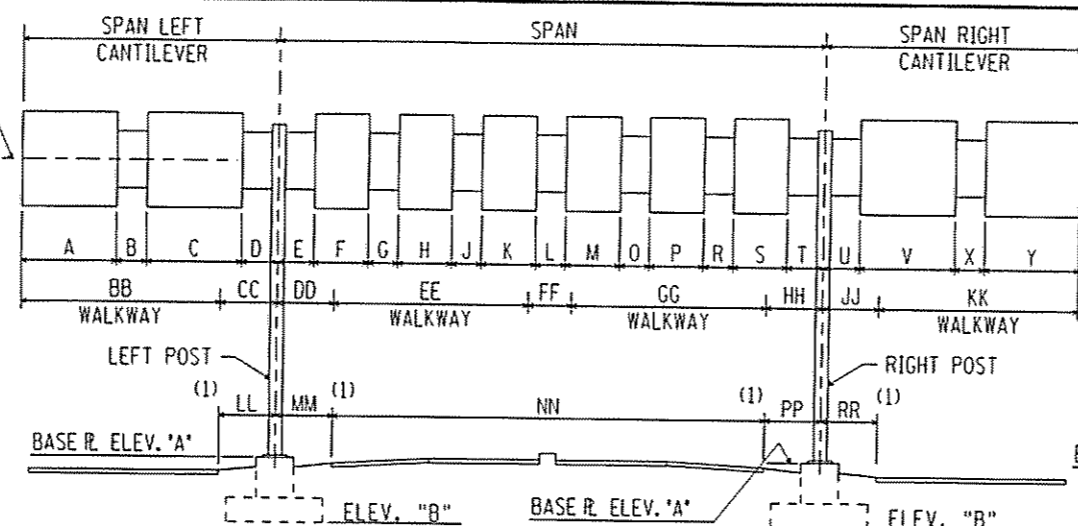 SPAN LEFT
CANTILEVER
SPAN
SPAN RIGHT
CANTILEVER
A B C D E F G H J K L M O P R S T U V X Y
BB CC DD EE FF GG HH JJ KK
WALKWAY WALKWAY WALKWAY WALKWAY
LEFT POST
RIGHT POST
(1) LL MM (1) NN (1) PP RR (1)
BASE PL ELEV. 'A'
ELEV. "B"
BASE PL ELEV. 'A'
ELEV. "B"